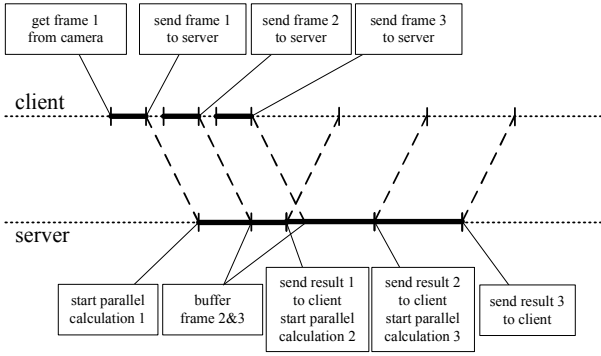 get frame 1
from camera
send frame 1
to server
send frame 2
to server
send frame 3
to server
client
server
start parallel
calculation 1
buffer
frame 2&3
send result 1
to client
start parallel
calculation 2
send result 2
to client
start parallel
calculation 3
send result 3
to client